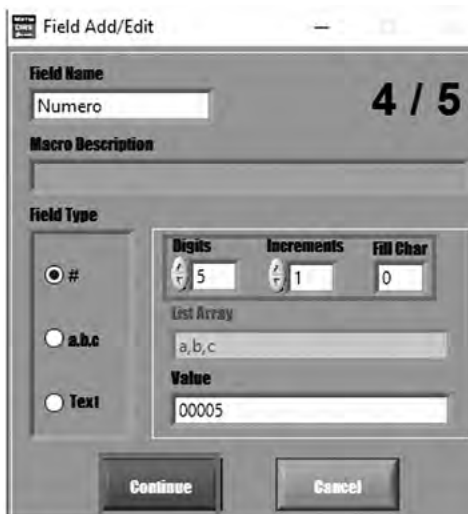 Field Add/Edit
Field Name
Numero
4 / 5
Macro Description
Field Type
#
a,b,c
Text
Digits Increments Fill Char
5 1 0
List Array
a,b,c
Value
00005
Continue Cancel